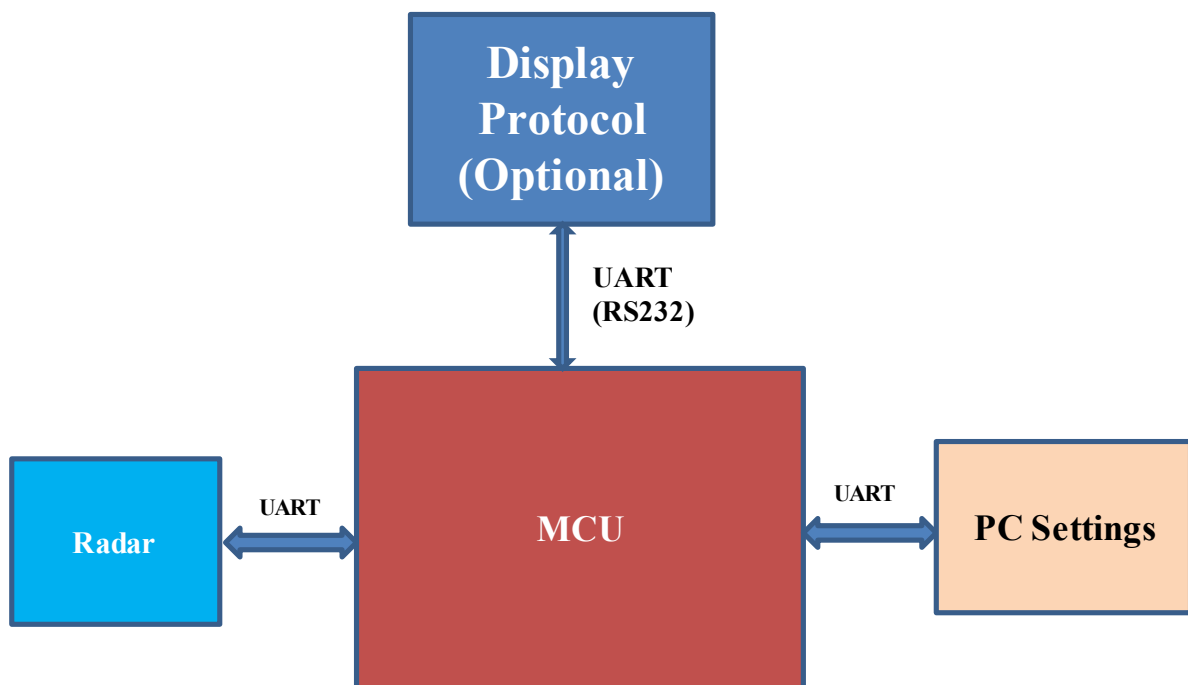 Display
Protocol
(Optional)
UART
(RS232)
UART
UART
Radar
MCU
PC Settings